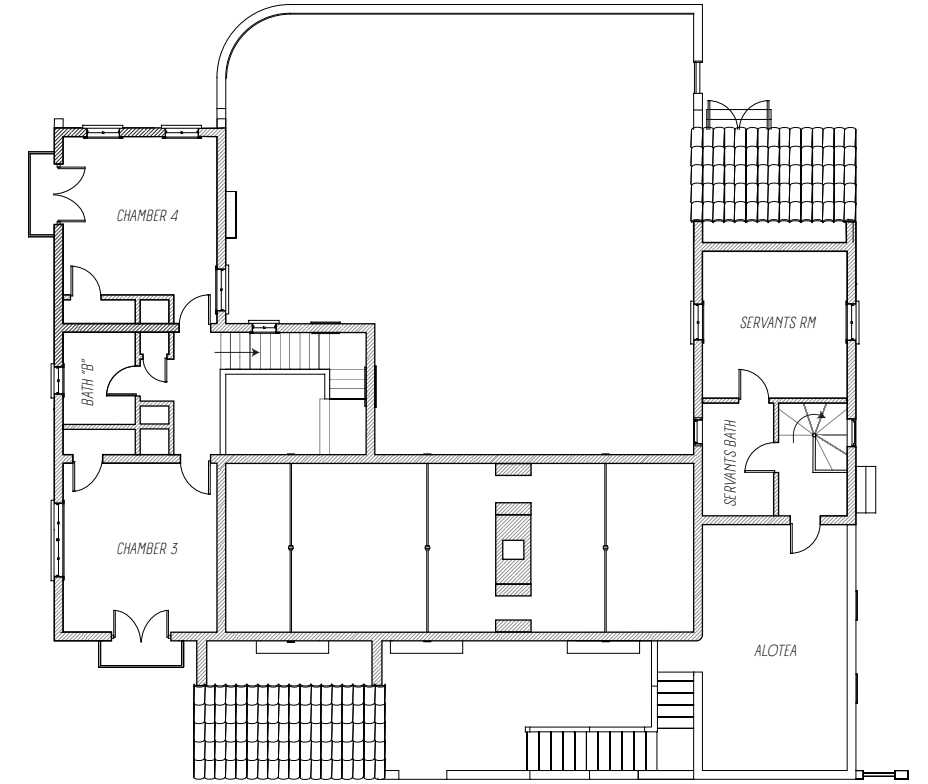 CHAMBER 4
SERVANTS RM
BATH "B"
SERVANTS BATH
CHAMBER 3
ALOTEA